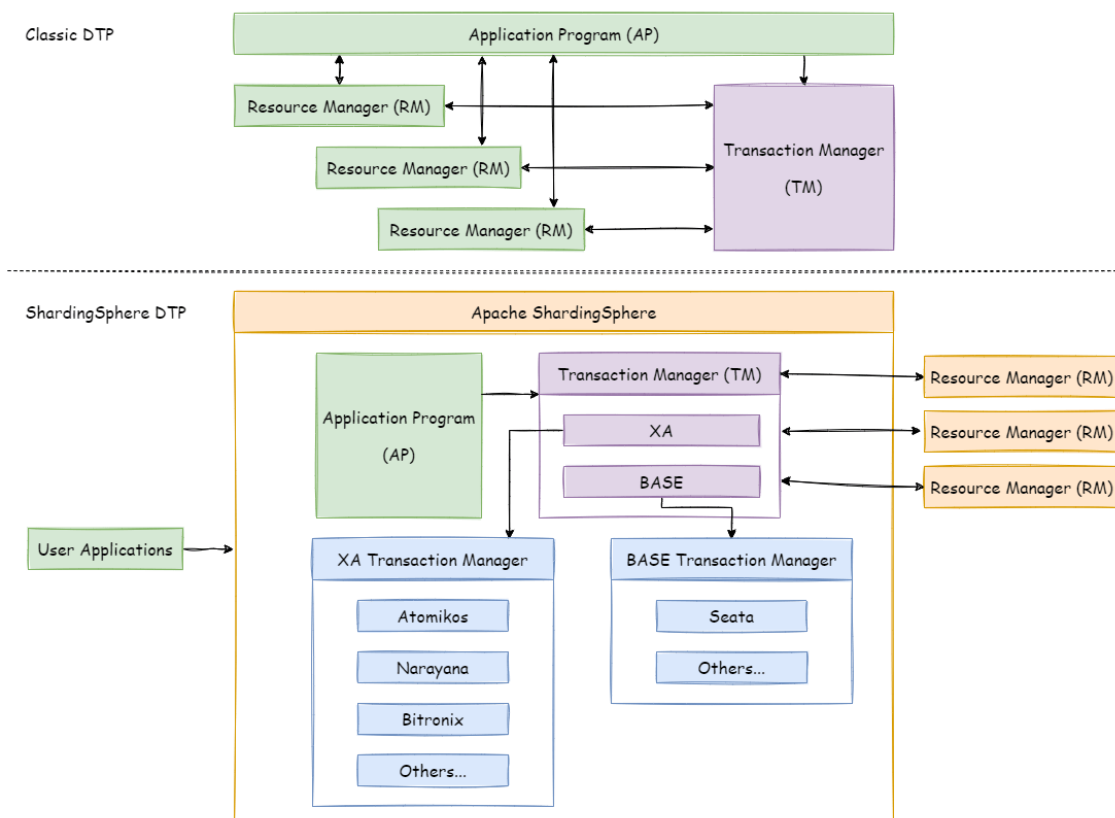 Classic DTP
Application Program (AP)
Resource Manager (RM)
Transaction Manager
(TM)
Resource Manager (RM)
Resource Manager (RM)
ShardingSphere DTP
Apache ShardingSphere
Application Program
(AP)
Transaction Manager (TM)
XA
BASE
Resource Manager (RM)
Resource Manager (RM)
Resource Manager (RM)
User Applications
XA Transaction Manager
Atomikos
Narayana
Bitronix
Others...
BASE Transaction Manager
Seata
Others...